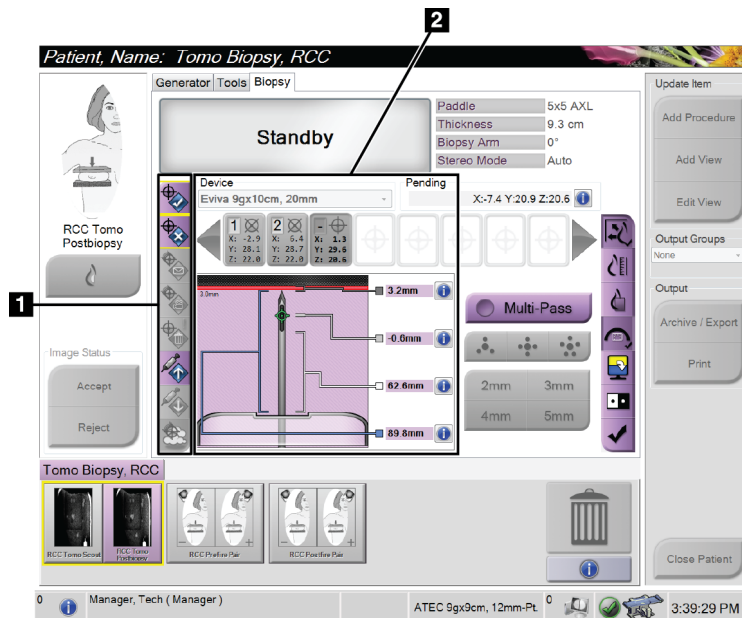 2
Patient, Name: Tomo Biopsy, RCC
Generator Tools Biopsy
Update Item
Standby
Paddle 5x5 AXL
Thickness 9.3 cm
Biopsy Arm 0°
Stereo Mode Auto
Add Procedure
Add View
Edit View
Device
Pending
Eviva 9gx10cm, 20mm
X:-7.4 Y:20.9 Z:20.6
1
X: -2.9
Y: 28.1
Z: 22.0
2
X: 6.4
Y: 28.7
Z: 22.0
-
X: 1.3
Y: 29.6
Z: 20.6
RCC Tomo
Postbiopsy
Output Groups
None
Output
Archive / Export
Print
1
3.0mm
3.2mm
-0.6mm
62.6mm
89.8mm
Multi-Pass
2mm 3mm
4mm 5mm
Image Status
Accept
Reject
Tomo Biopsy, RCC
RCC Tomo Scout
RCC Tomo
Postbiopsy
RCC Prefire Pair
RCC Postfire Pair
Close Patient
0
Manager, Tech ( Manager )
ATEC 9gx9cm, 12mm-Pt.
0
3:39:29 PM